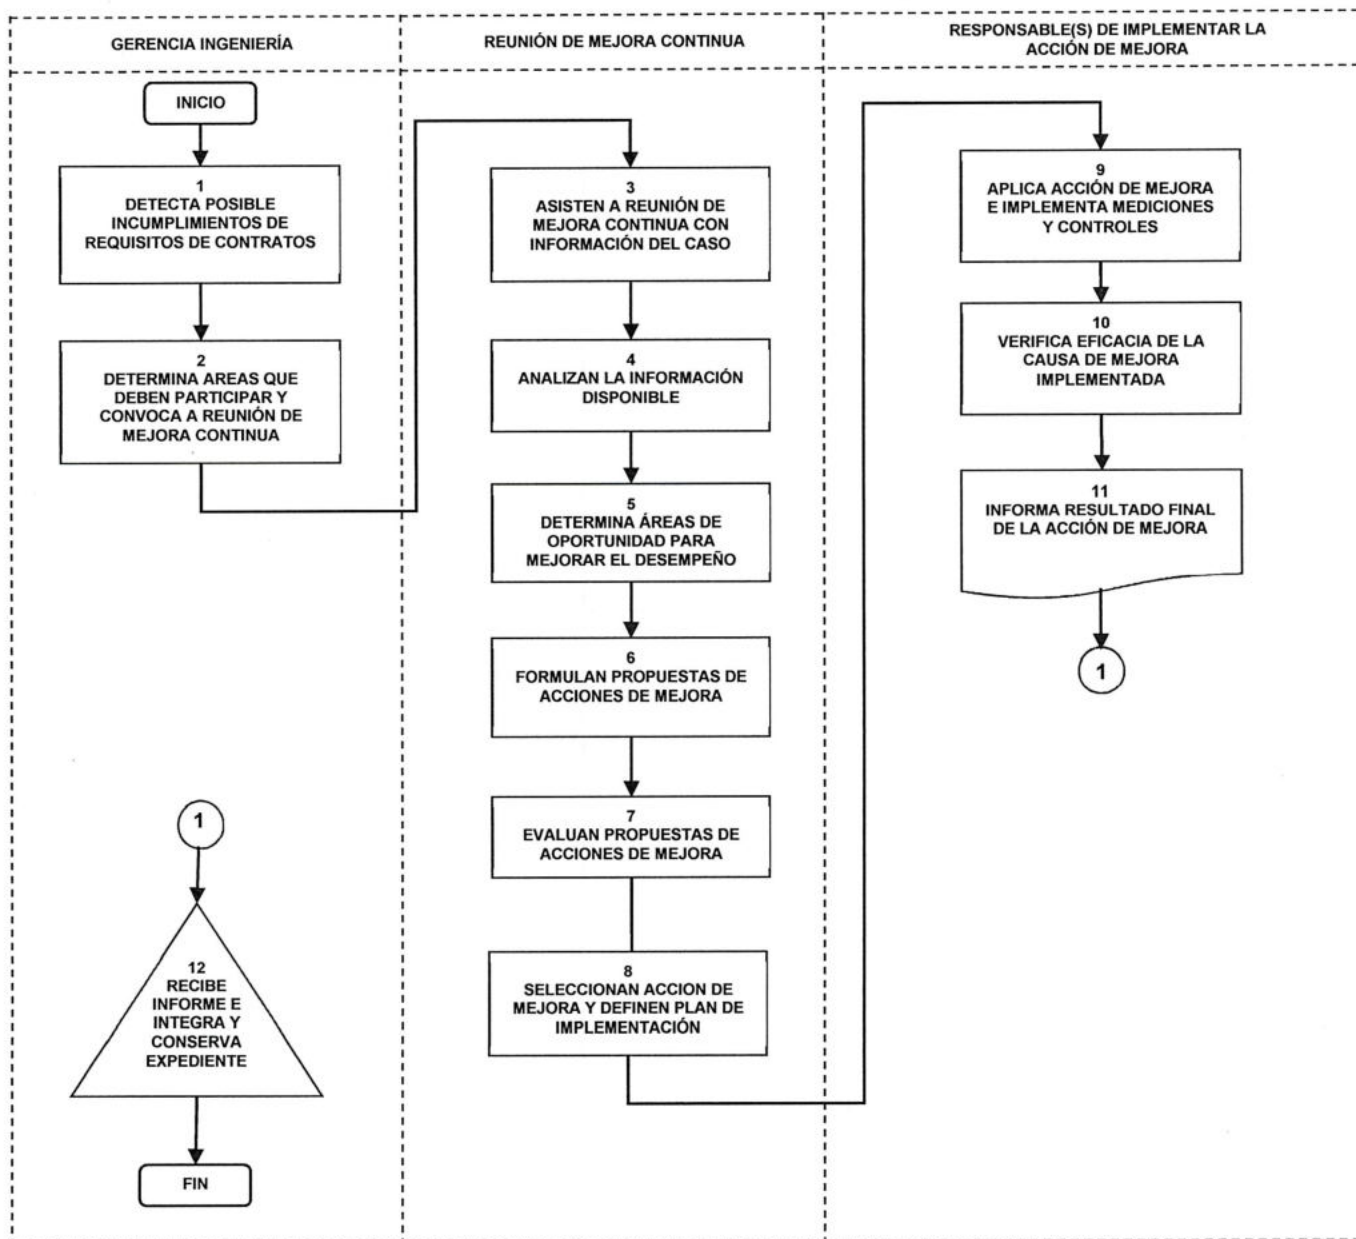 GERENCIA INGENIERÍA
REUNIÓN DE MEJORA CONTINUA
RESPONSABLE(S) DE IMPLEMENTAR LA
ACCIÓN DE MEJORA
INICIO
1
DETECTA POSIBLE
INCUMPLIMIENTOS DE
REQUISITOS DE CONTRATOS
2
DETERMINA AREAS QUE
DEBEN PARTICIPAR Y
CONVOCA A REUNIÓN DE
MEJORA CONTINUA
3
ASISTEN A REUNIÓN DE
MEJORA CONTINUA CON
INFORMACIÓN DEL CASO
4
ANALIZAN LA INFORMACIÓN
DISPONIBLE
5
DETERMINA ÁREAS DE
OPORTUNIDAD PARA
MEJORAR EL DESEMPEÑO
6
FORMULAN PROPUESTAS DE
ACCIONES DE MEJORA
7
EVALUAN PROPUESTAS DE
ACCIONES DE MEJORA
8
SELECCIONAN ACCION DE
MEJORA Y DEFINEN PLAN DE
IMPLEMENTACIÓN
9
APLICA ACCIÓN DE MEJORA
E IMPLEMENTA MEDICIONES
Y CONTROLES
10
VERIFICA EFICACIA DE LA
CAUSA DE MEJORA
IMPLEMENTADA
11
INFORMA RESULTADO FINAL
DE LA ACCIÓN DE MEJORA
1
1
12
RECIBE
INFORME E
INTEGRA Y
CONSERVA
EXPEDIENTE
FIN